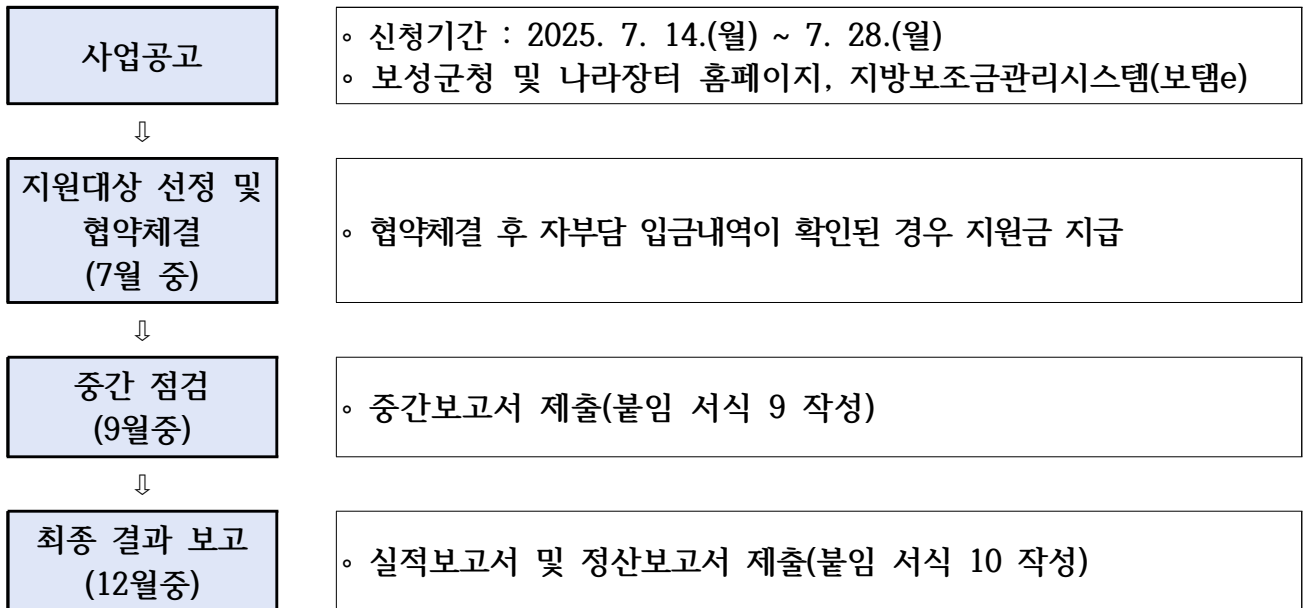 사업공고
◦ 신청기간 : 2025. 7. 14.(월) ~ 7. 28.(월)
◦ 보성군청 및 나라장터 홈페이지, 지방보조금관리시스템(보탬e)
⇩
지원대상 선정 및
협약체결
(7월 중)
◦ 협약체결 후 자부담 입금내역이 확인된 경우 지원금 지급
⇩
중간 점검
(9월중)
◦ 중간보고서 제출(붙임 서식 9 작성)
⇩
최종 결과 보고
(12월중)
◦ 실적보고서 및 정산보고서 제출(붙임 서식 10 작성)